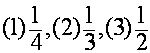 (1) 1/4, (2) 1/3, (3) 1/2